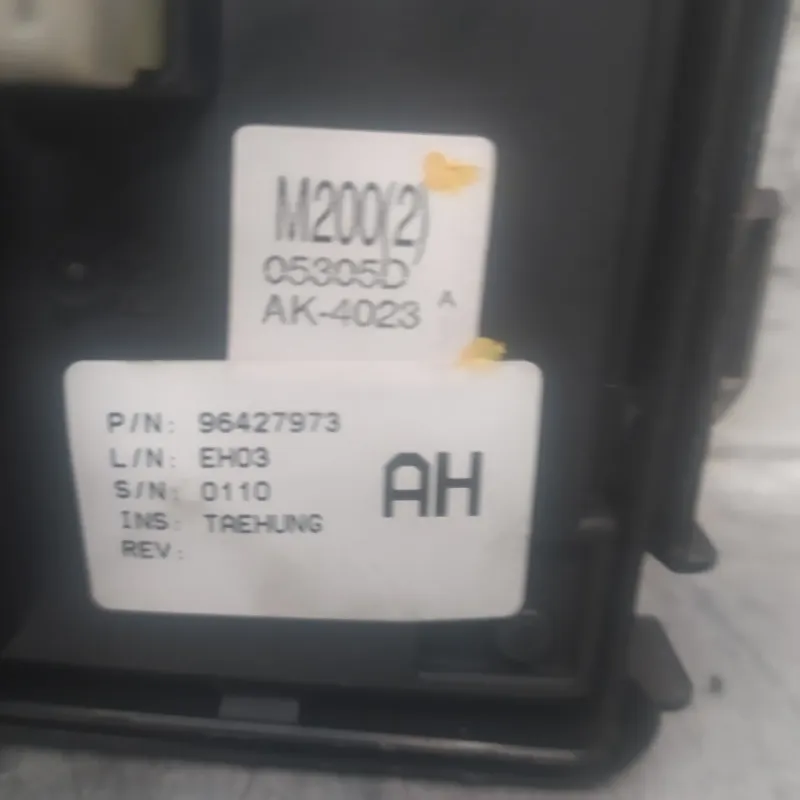 M200(2)
05305D
AK-4023 A
P/N: 96427973
L/N: EH03
S/N: 0110
INS: TAEHUNG
REV:
AH